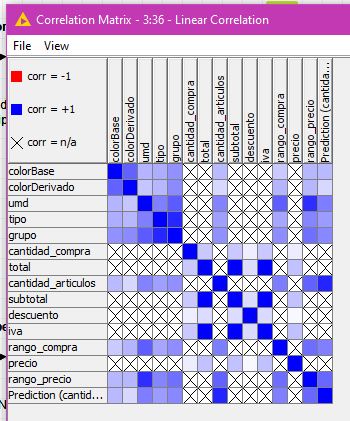 Correlation Matrix - 3:36 - Linear Correlation
File View
corr = -1
corr = +1
corr = n/a
colorBase
colorDerivado
umd
tipo
grupo
cantidad_compra
total
cantidad_articulos
subtotal
descuento
iva
rango_compra
precio
rango_precio
Prediction (cantida...
colorBase
colorDerivado
umd
tipo
grupo
cantidad_compra
total
cantidad_articulos
subtotal
descuento
iva
rango_compra
precio
rango_precio
Prediction (cantid...